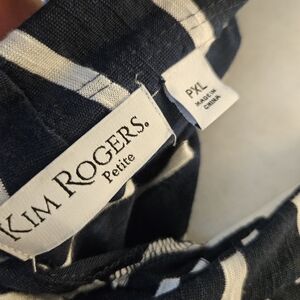 KIM ROGERS®
Petite
PXL
MADE IN
CHINA